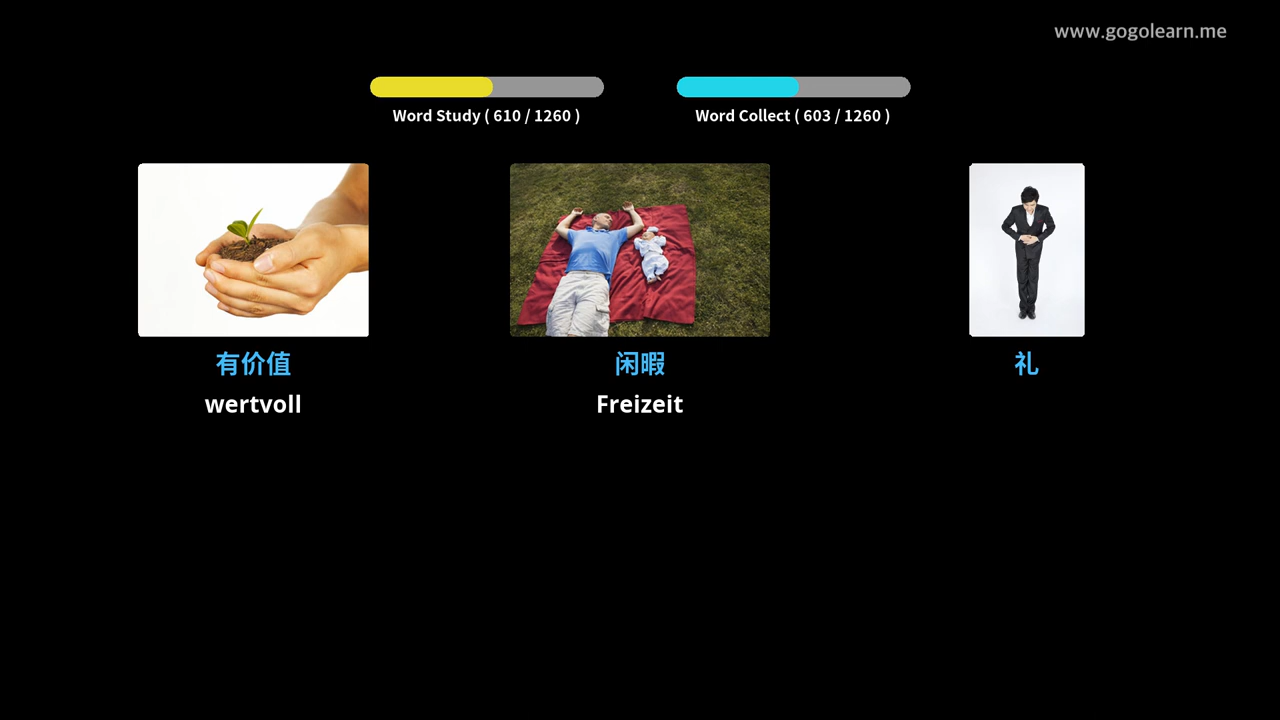 www.gogolearn.me
Word Study ( 610 / 1260 )
Word Collect ( 603 / 1260 )
有价值
wertvoll
闲暇
Freizeit
礼